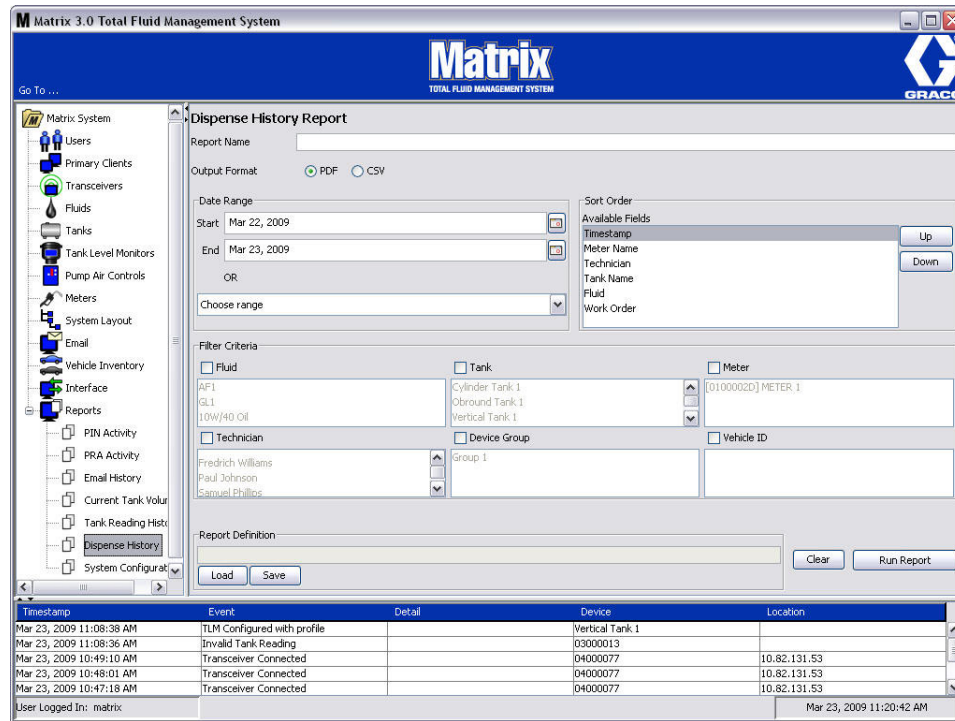 Matrix 3.0 Total Fluid Management System
Matrix
TOTAL FLUID MANAGEMENT SYSTEM
GRACO
Go To ...
Matrix System
Users
Primary Clients
Transceivers
Fluids
Tanks
Tank Level Monitors
Pump Air Controls
Meters
System Layout
Email
Vehicle Inventory
Interface
Reports
PIN Activity
PRA Activity
Email History
Current Tank Volur
Tank Reading Histo
Dispense History
System Configurat
Dispense History Report
Report Name
Output Format PDF CSV
Date Range
Start Mar 22, 2009
End Mar 23, 2009
OR
Choose range
Sort Order
Available Fields
Timestamp
Meter Name
Technician
Tank Name
Fluid
Work Order
Up
Down
Filter Criteria
Fluid
AF1
GL1
10W/40 Oil
Tank
Cylinder Tank 1
Obround Tank 1
Vertical Tank 1
Meter
[0100002D] METER 1
Technician
Fredrich Williams
Paul Johnson
Samuel Phillips
Device Group
Group 1
Vehicle ID
Report Definition
Load Save
Clear Run Report
Timestamp Event Detail Device Location
Mar 23, 2009 11:08:38 AM TLM Configured with profile Vertical Tank 1
Mar 23, 2009 11:08:36 AM Invalid Tank Reading 03000013
Mar 23, 2009 10:49:10 AM Transceiver Connected 04000077 10.82.131.53
Mar 23, 2009 10:48:01 AM Transceiver Connected 04000077 10.82.131.53
Mar 23, 2009 10:47:18 AM Transceiver Connected 04000077 10.82.131.53
User Logged In: matrix Mar 23, 2009 11:20:42 AM